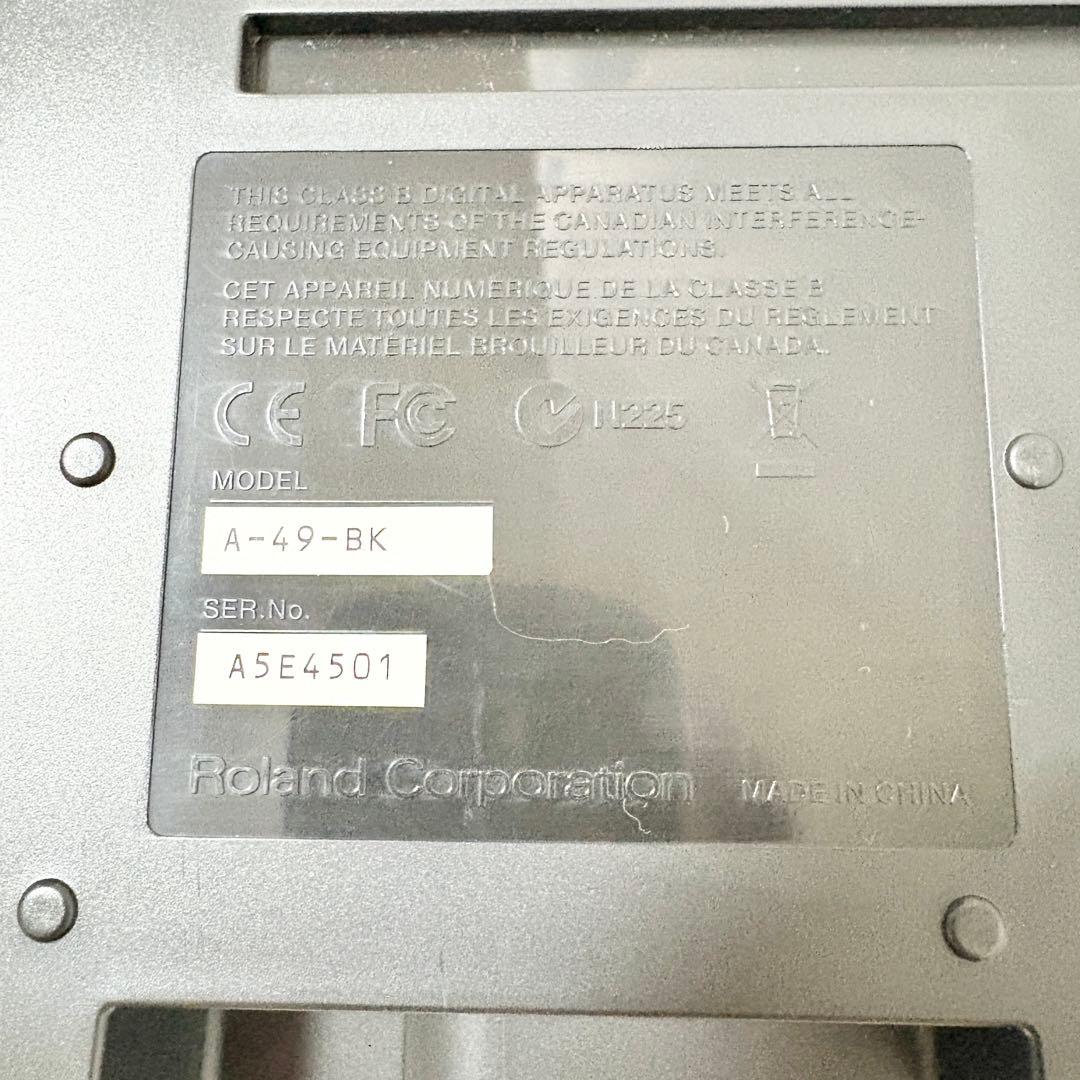 THIS CLASS B DIGITAL APPARATUS MEETS ALL
REQUIREMENTS OF THE CANADIAN INTERFERENCE-
CAUSING EQUIPMENT REGULATIONS.
CET APPAREIL NUMERIQUE DE LA CLASSE B
RESPECTE TOUTES LES EXIGENCES DU REGLEMENT
SUR LE MATERIEL BROUILLEUR DU CANADA.
CE FC N225
MODEL
A-49-BK
SER.No.
A5E4501
Roland Corporation MADE IN CHINA